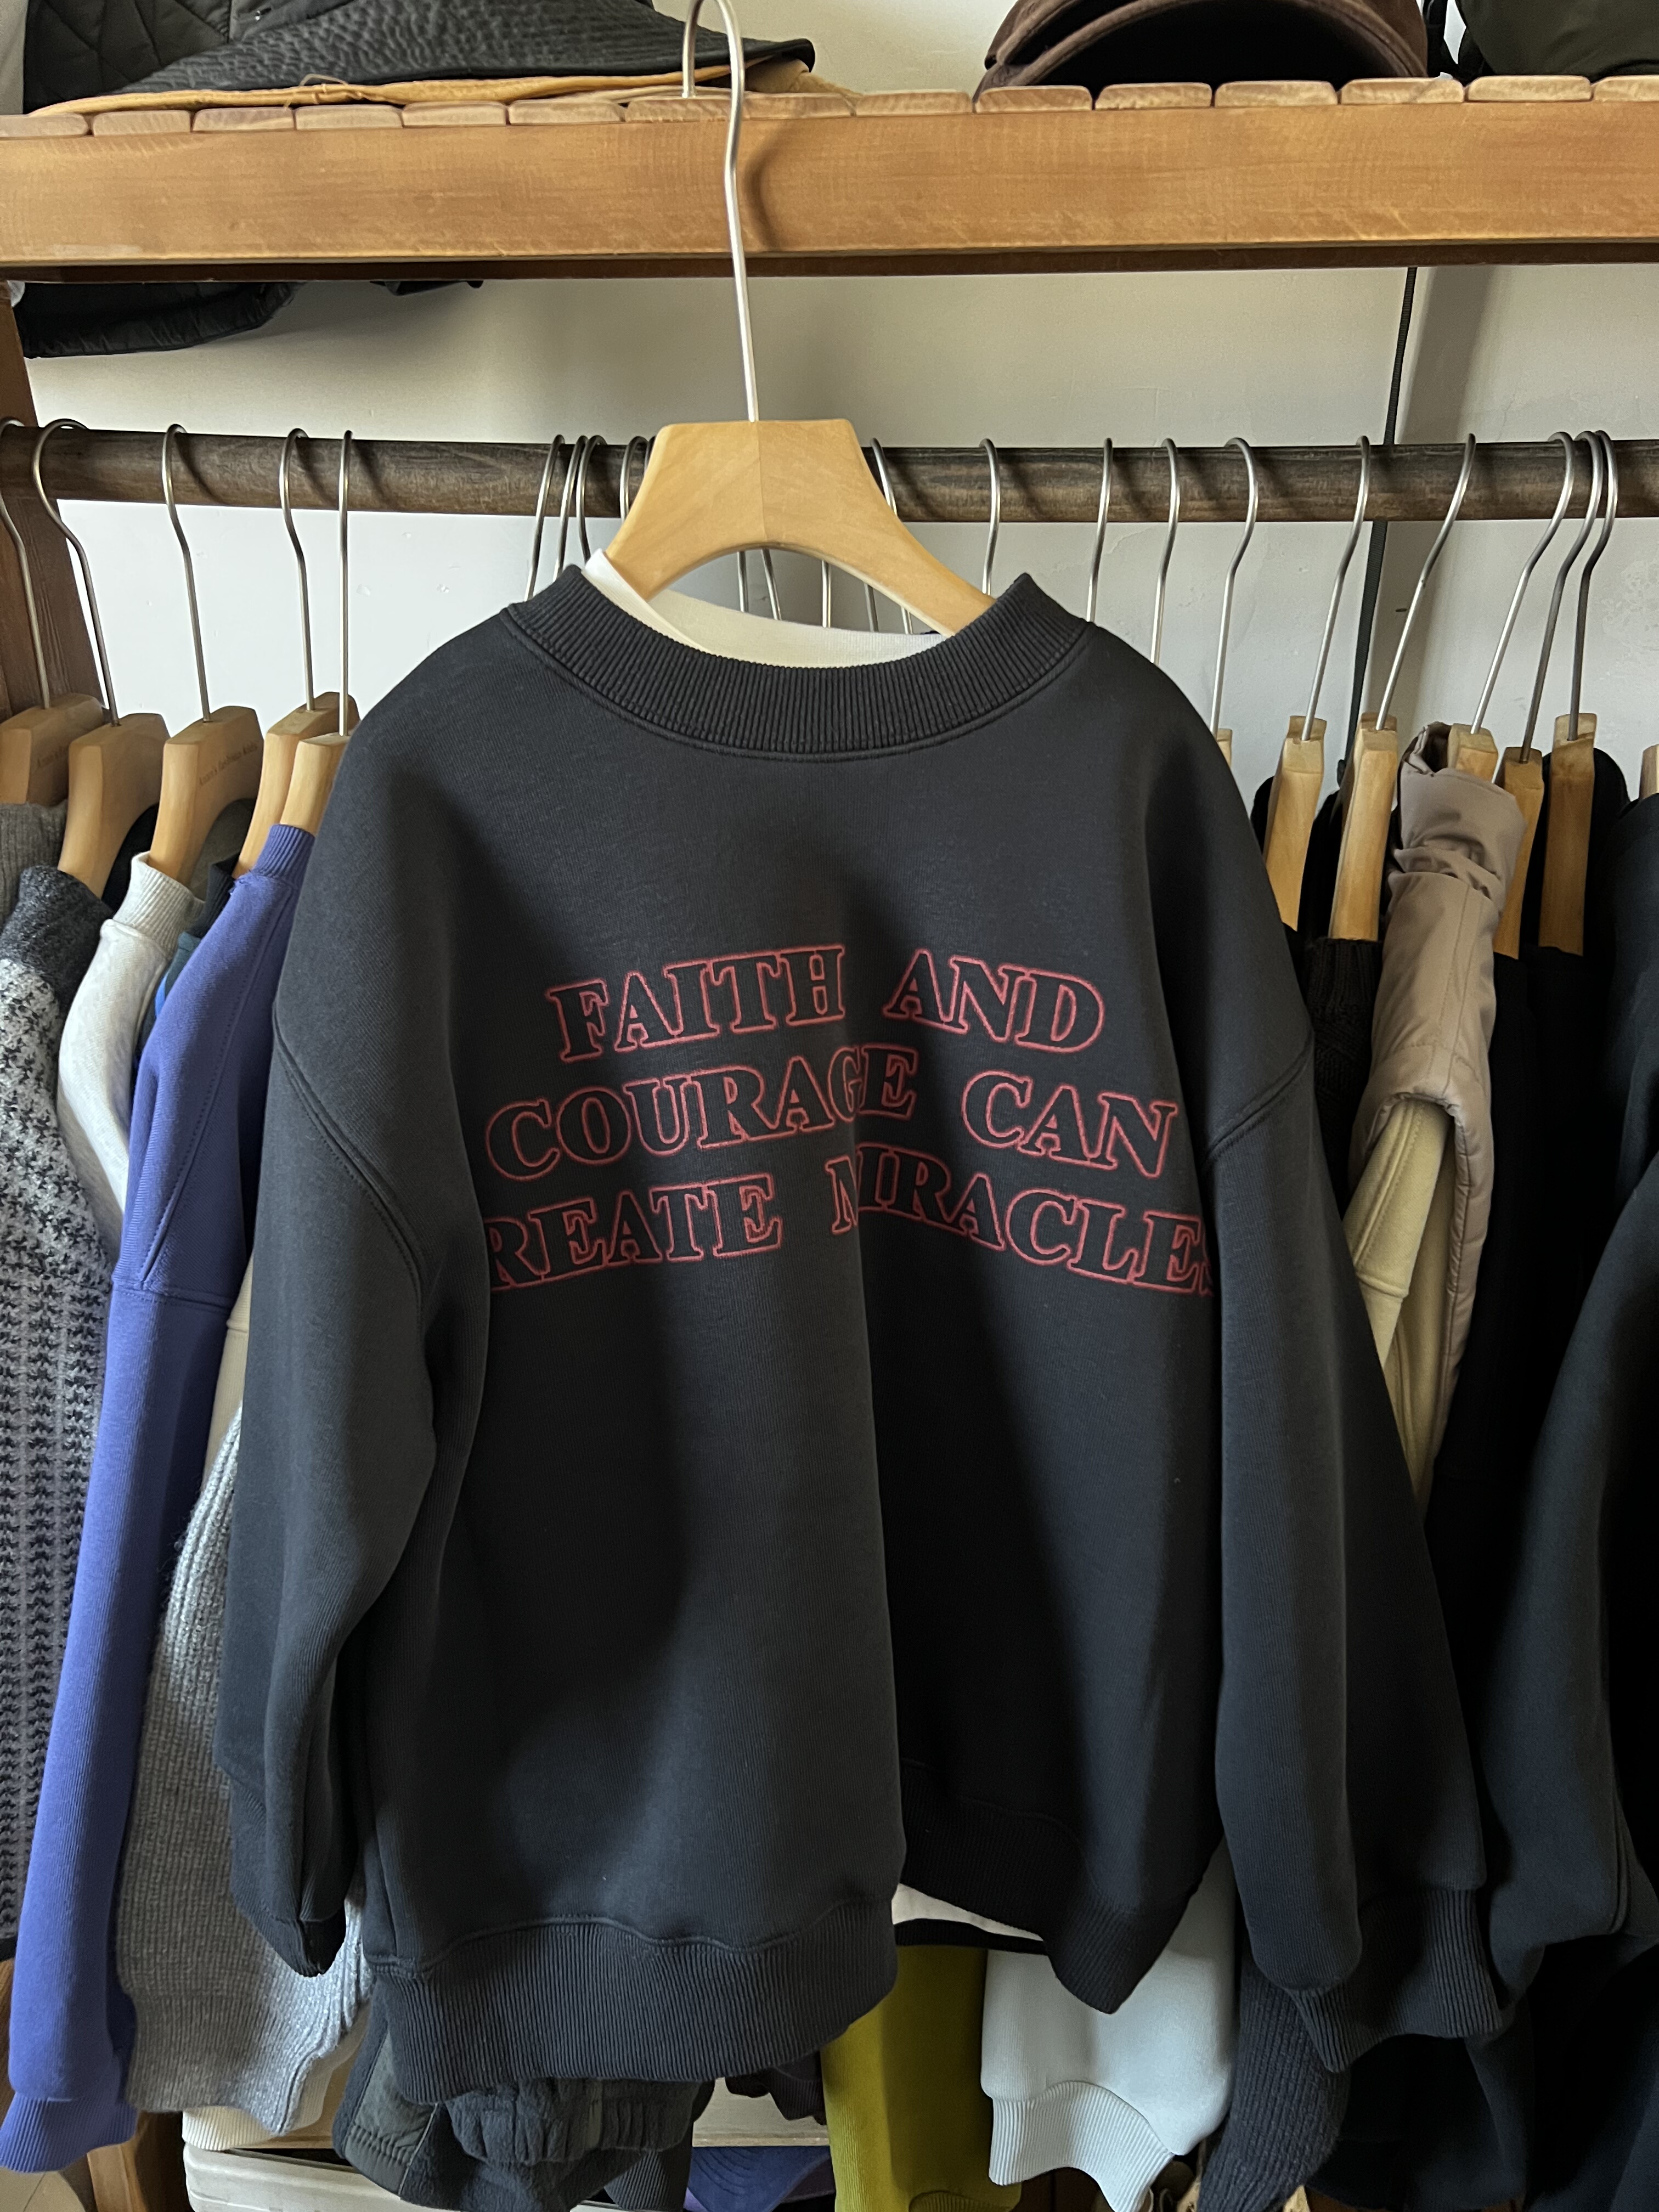 FAITH AND
COURAGE CAN
REATE MIRACLES